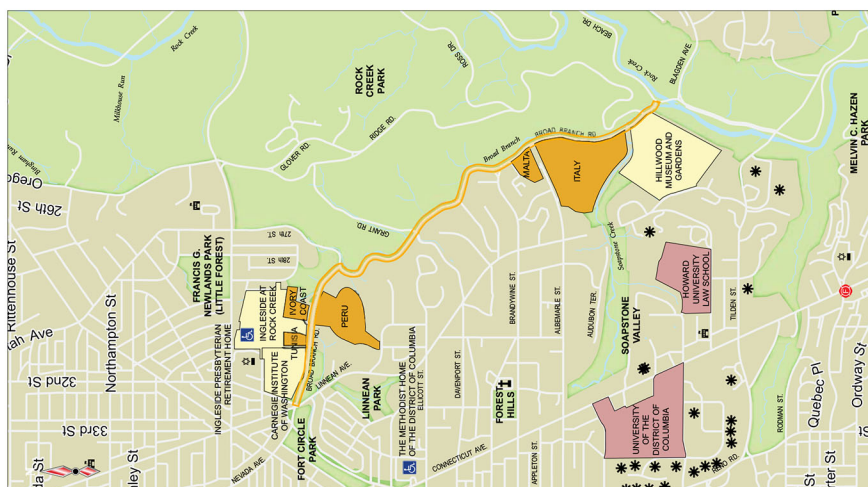 Rock Creek
Milkhouse Run
ROCK
CREEK
PARK
ROSS DR.
BEACH DR.
Rock Creek
BLAGDEN AVE.
GLOVER RD.
RIDGE RD.
Broad Branch
BROAD BRANCH RD.
MELVIN C. HAZEN
PARK
MALTA
ITALY
HILLWOOD
MUSEUM AND
GARDENS
26th St
Rittenhouse St
27th
ST.
28th
ST.
GRANT RD.
FRANCIS G.
NEWLANDS PARK
(LITTLE FOREST)
Soapstone Creek
HOWARD
UNIVERSITY
LAW SCHOOL
INGLESIDE AT
ROCK CREEK
IVORY
COAST
PERU
TUNISIA
Northampton St
INGLESIDE PRESBYTERIAN
RETIREMENT HOME
CARNEGIE INSTITUTE
OF WASHINGTON
BROAD BRANCH RD.
LINNEAN AVE.
BRANDYWINE ST.
ALBEMARLE ST.
AUDUBON TER.
SOAPSTONE
VALLEY
TILDEN ST.
32nd St
33rd St
LINNEAN
PARK
THE METHODIST HOME
OF THE DISTRICT OF COLUMBIA
ELLICOTT ST.
DAVENPORT ST.
FOREST
HILLS
UNIVERSITY
OF THE
DISTRICT OF
COLUMBIA
RODMAN ST.
Quebec Pl
Ordway St
FORT CIRCLE
PARK
NEVADA AVE.
CONNECTICUT AVE.
APPLETON ST.
RENO RD.
F